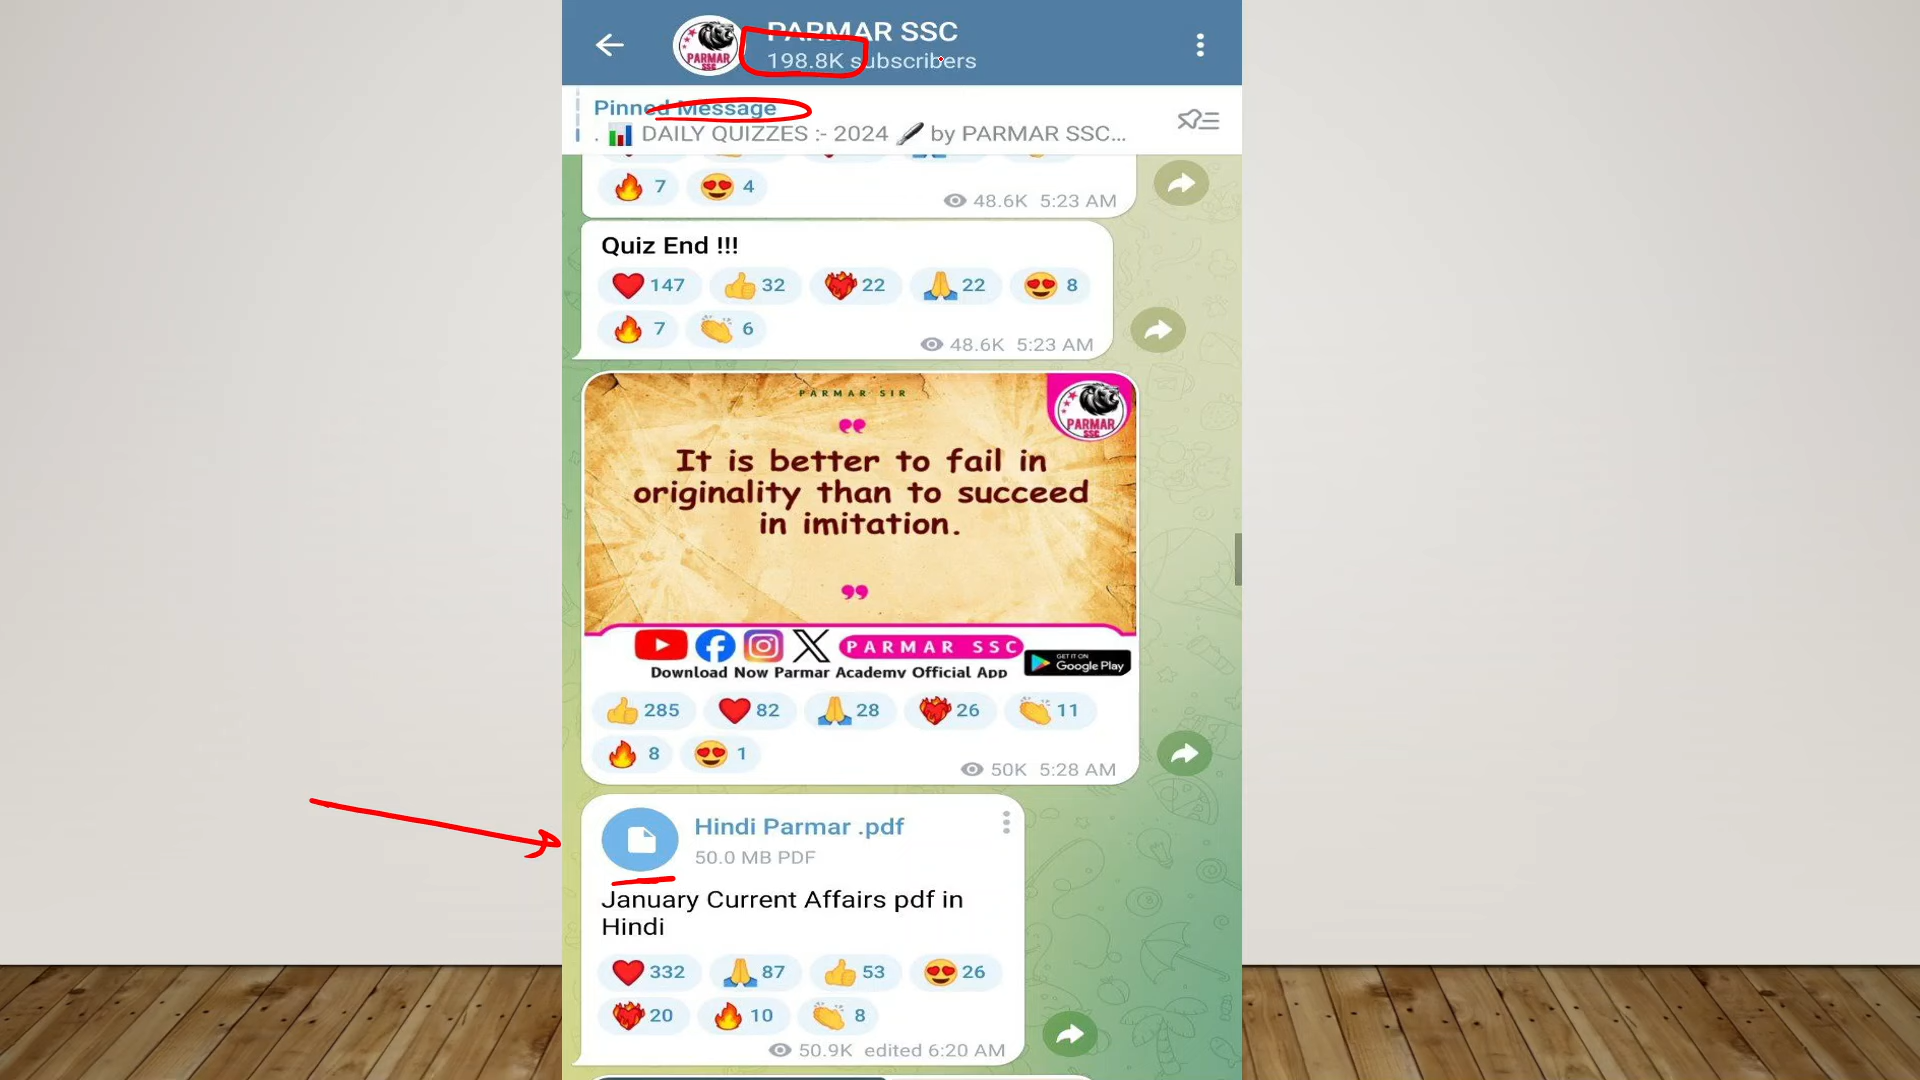 PARMAR SSC
198.8K subscribers
PARMAR
SSC
Pinned Message
. DAILY QUIZZES :- 2024 by PARMAR SSC...
7 4
48.6K 5:23 AM
Quiz End !!!
147 32 22 22 8
7 6
48.6K 5:23 AM
PARMAR SIR
PARMAR
SSC
It is better to fail in
originality than to succeed
in imitation.
PARMAR SSC
Download Now Parmar Academy Official App
GET IT ON
Google Play
285 82 28 26 11
8 1
50K 5:28 AM
Hindi Parmar .pdf
50.0 MB PDF
January Current Affairs pdf in
Hindi
332 87 53 26
20 10 8
50.9K edited 6:20 AM